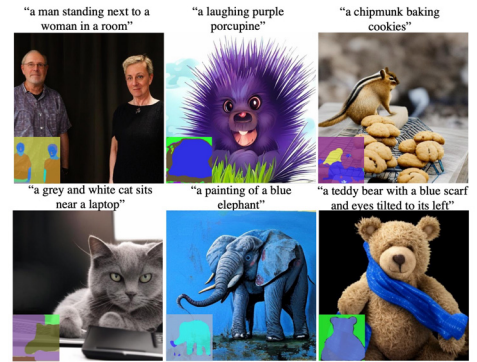 “a man standing next to a
woman in a room”
“a laughing purple
porcupine”
“a chipmunk baking
cookies”
“a grey and white cat sits
near a laptop”
“a painting of a blue
elephant”
“a teddy bear with a blue scarf
and eyes tilted to its left”